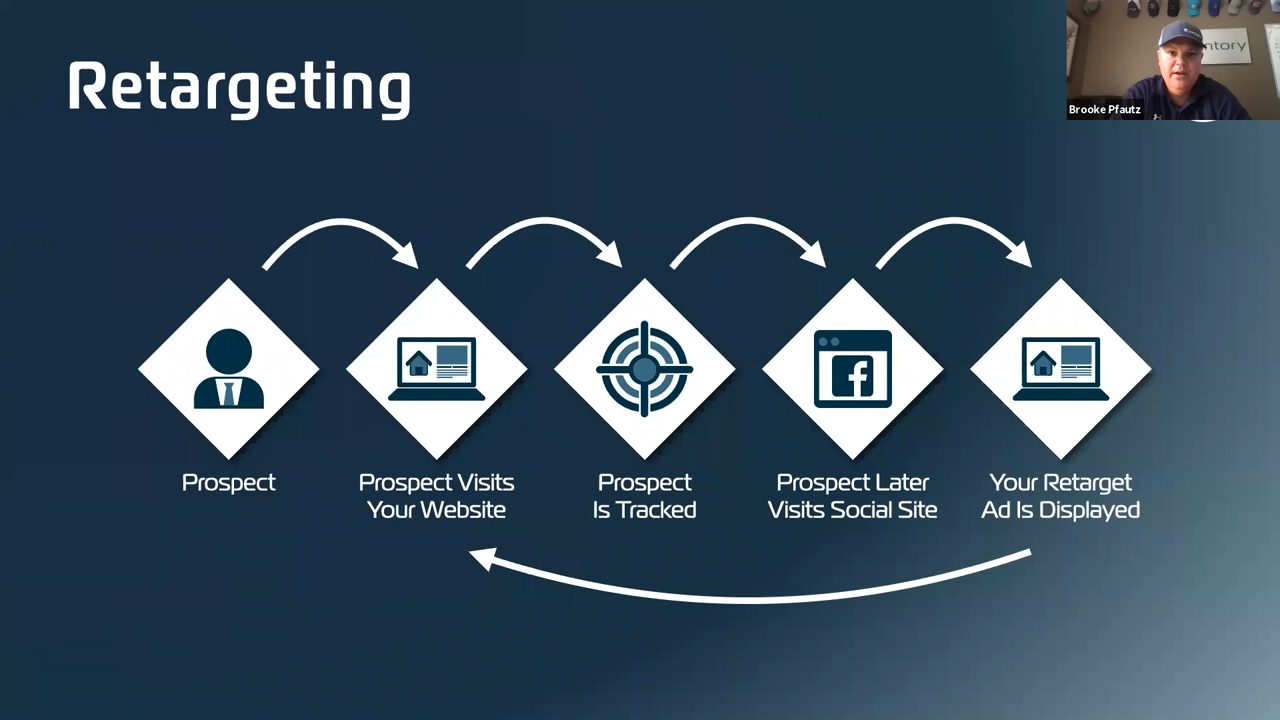 Retargeting
ntory
Brooke Pfautz
Prospect
Prospect Visits
Your Website
Prospect
Is Tracked
Prospect Later
Visits Social Site
Your Retarget
Ad Is Displayed